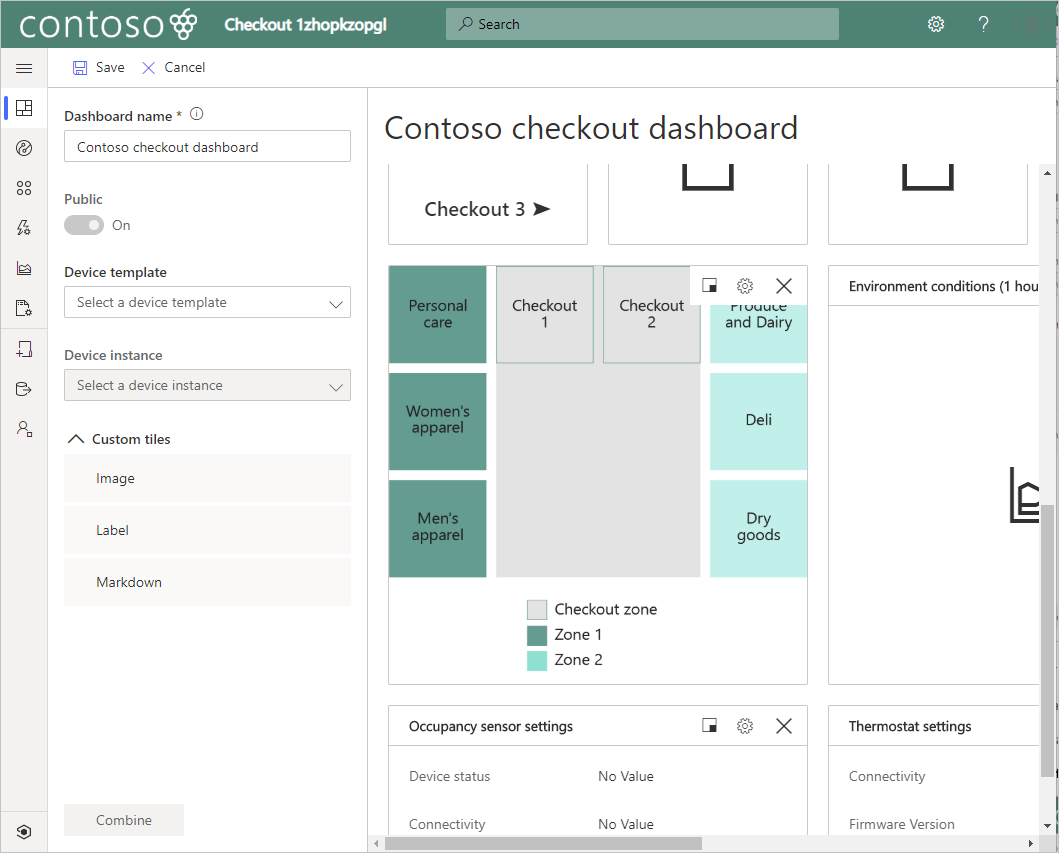 contoso
Checkout 1zhopkzopgl
Search
?
Save
Cancel
Dashboard name *
Contoso checkout dashboard
Public
On
Device template
Select a device template
Device instance
Select a device instance
Custom tiles
Image
Label
Markdown
Combine
Contoso checkout dashboard
Checkout 3 ➤
Personal
care
Checkout
1
Checkout
2
Produce
and Dairy
Women's
apparel
Deli
Men's
apparel
Dry
goods
Checkout zone
Zone 1
Zone 2
Environment conditions (1 hou
Occupancy sensor settings
Device status
No Value
Connectivity
No Value
Thermostat settings
Connectivity
Firmware Version